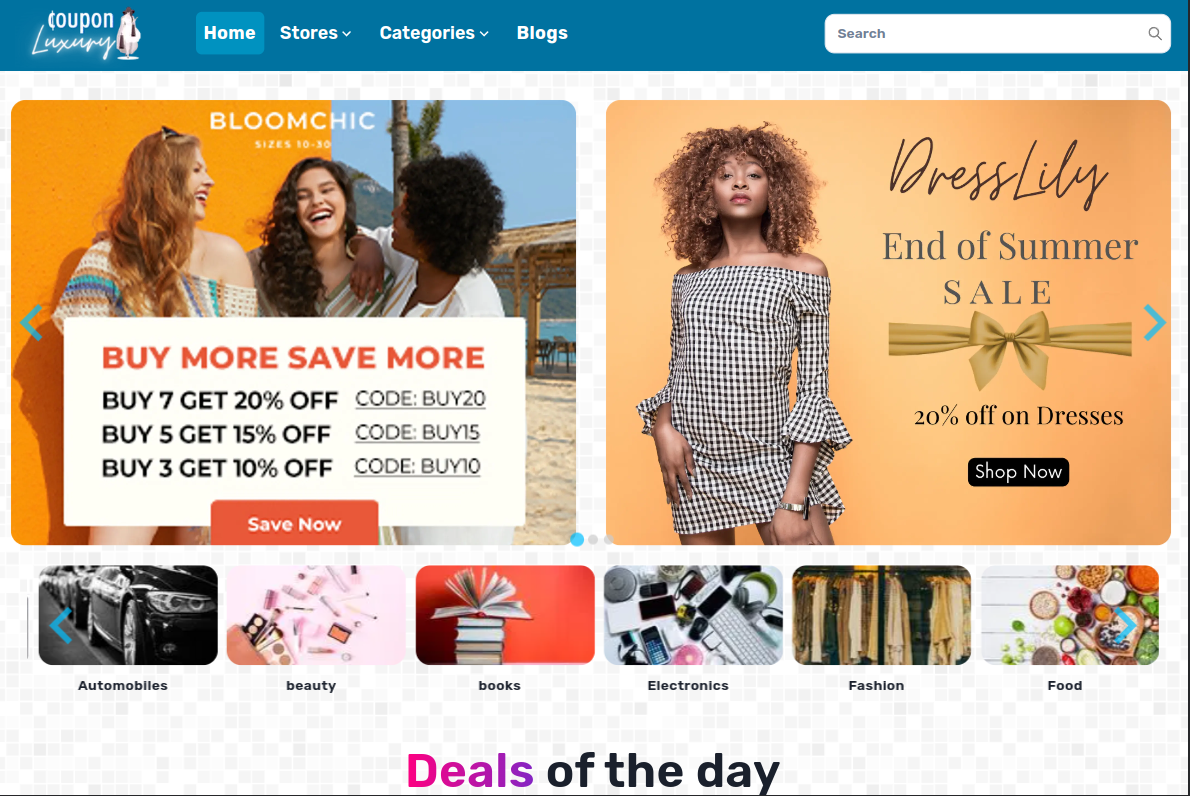 coupon
Luxury
Home
Stores
Categories
Blogs
Search
BLOOMCHIC
SIZES 10-30
BUY MORE SAVE MORE
BUY 7 GET 20% OFF CODE: BUY20
BUY 5 GET 15% OFF CODE: BUY15
BUY 3 GET 10% OFF CODE: BUY10
Save Now
DressLily
End of Summer
SALE
20% off on Dresses
Shop Now
Automobiles
beauty
books
Electronics
Fashion
Food
Deals of the day